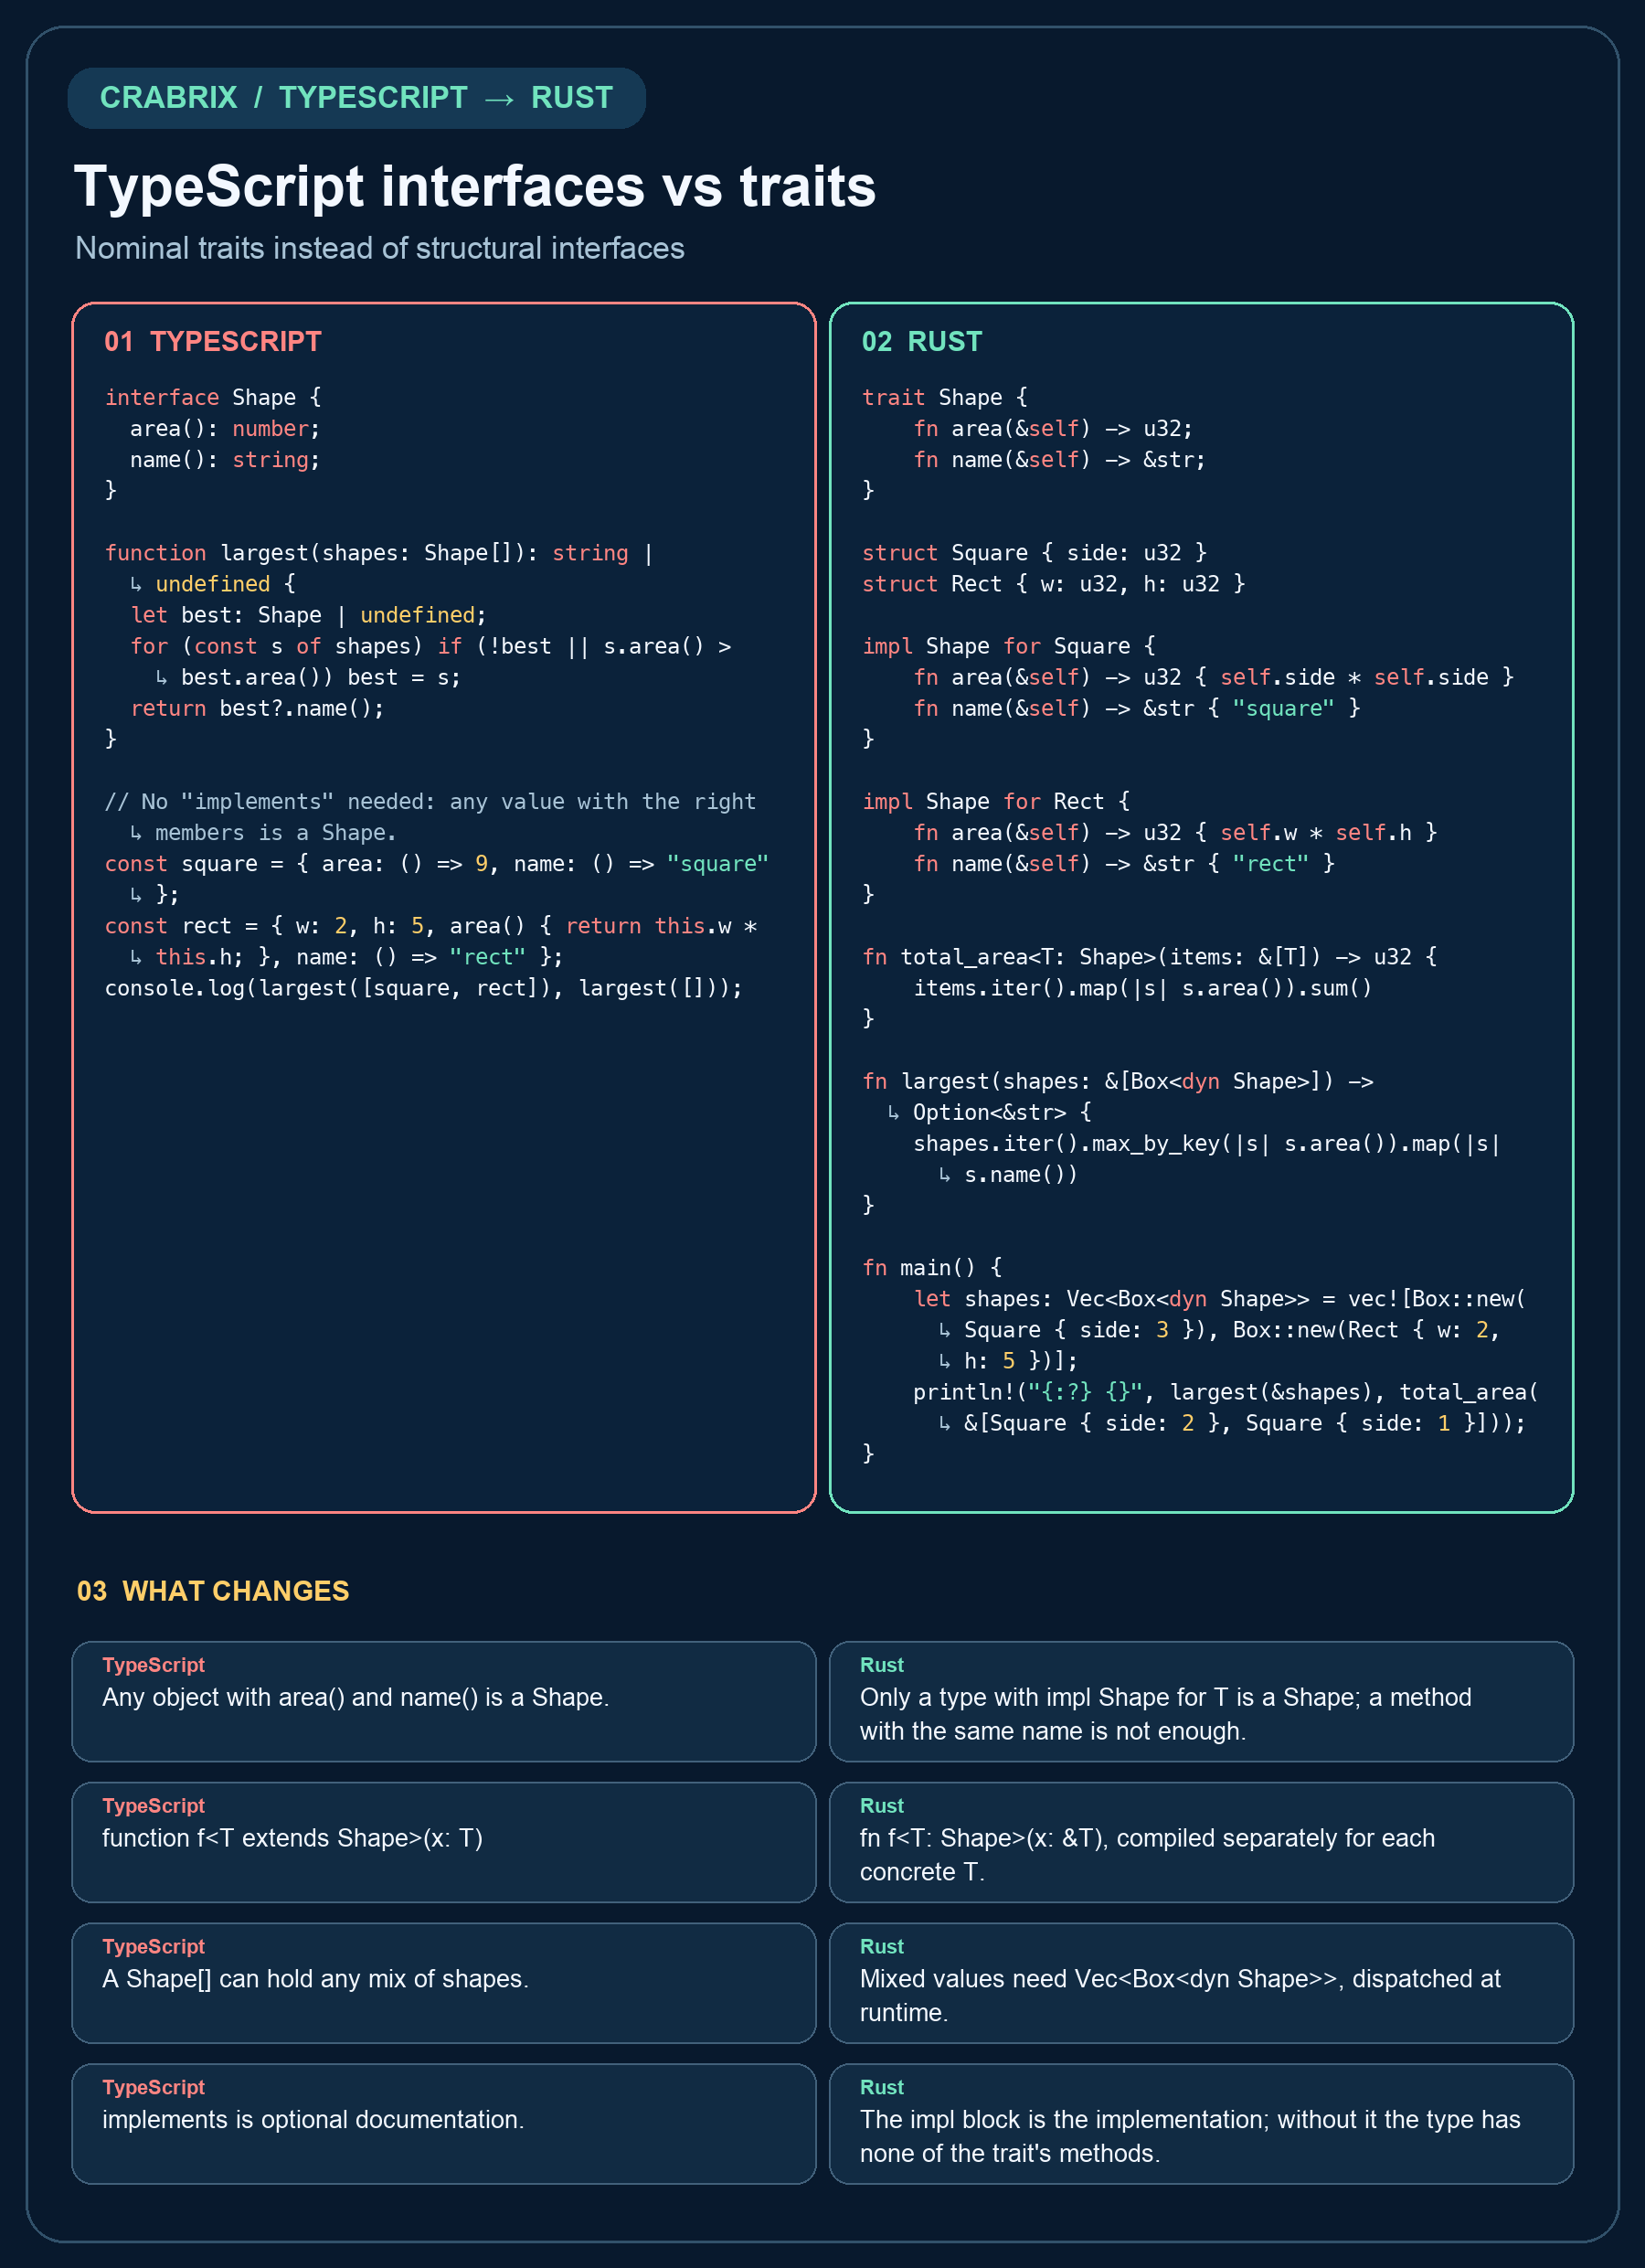 CRABRIX / TYPESCRIPT → RUST
TypeScript interfaces vs traits
Nominal traits instead of structural interfaces
01 TYPESCRIPT
interface Shape {
  area(): number;
  name(): string;
}
function largest(shapes: Shape[]): string |
  ↳ undefined {
  let best: Shape | undefined;
  for (const s of shapes) if (!best || s.area() >
    ↳ best.area()) best = s;
  return best?.name();
}
// No "implements" needed: any value with the right
  ↳ members is a Shape.
const square = { area: () => 9, name: () => "square"
  ↳ };
const rect = { w: 2, h: 5, area() { return this.w *
  ↳ this.h; }, name: () => "rect" };
console.log(largest([square, rect]), largest([]));
02 RUST
trait Shape {
    fn area(&self) -> u32;
    fn name(&self) -> &str;
}
struct Square { side: u32 }
struct Rect { w: u32, h: u32 }
impl Shape for Square {
    fn area(&self) -> u32 { self.side * self.side }
    fn name(&self) -> &str { "square" }
}
impl Shape for Rect {
    fn area(&self) -> u32 { self.w * self.h }
    fn name(&self) -> &str { "rect" }
}
fn total_area<T: Shape>(items: &[T]) -> u32 {
    items.iter().map(|s| s.area()).sum()
}
fn largest(shapes: &[Box<dyn Shape>]) ->
  ↳ Option<&str> {
    shapes.iter().max_by_key(|s| s.area()).map(|s|
      ↳ s.name())
}
fn main() {
    let shapes: Vec<Box<dyn Shape>> = vec![Box::new(
      ↳ Square { side: 3 }), Box::new(Rect { w: 2,
      ↳ h: 5 })];
    println!("{:?} {}", largest(&shapes), total_area(
      ↳ &[Square { side: 2 }, Square { side: 1 }]));
}
03 WHAT CHANGES
TypeScript
Any object with area() and name() is a Shape.
Rust
Only a type with impl Shape for T is a Shape; a method
with the same name is not enough.
TypeScript
function f<T extends Shape>(x: T)
Rust
fn f<T: Shape>(x: &T), compiled separately for each
concrete T.
TypeScript
A Shape[] can hold any mix of shapes.
Rust
Mixed values need Vec<Box<dyn Shape>>, dispatched at
runtime.
TypeScript
implements is optional documentation.
Rust
The impl block is the implementation; without it the type has
none of the trait's methods.